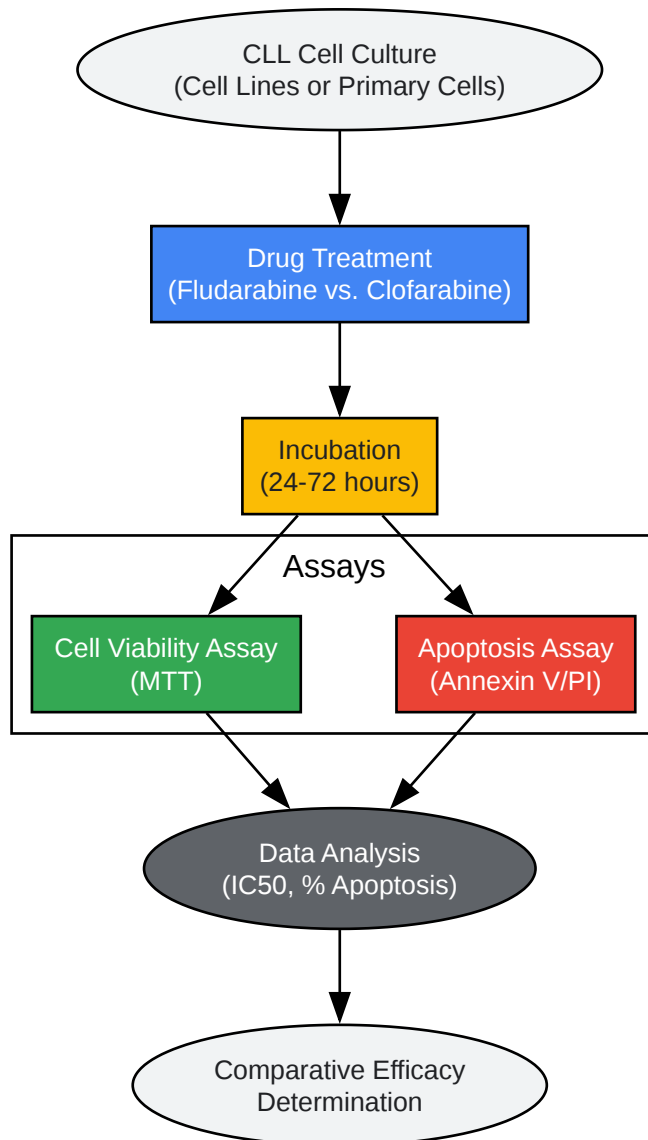 CLL Cell Culture
(Cell Lines or Primary Cells)
Drug Treatment
(Fludarabine vs. Clofarabine)
Incubation
(24-72 hours)
Assays
Cell Viability Assay
(MTT)
Apoptosis Assay
(Annexin V/PI)
Data Analysis
(IC50, % Apoptosis)
Comparative Efficacy
Determination